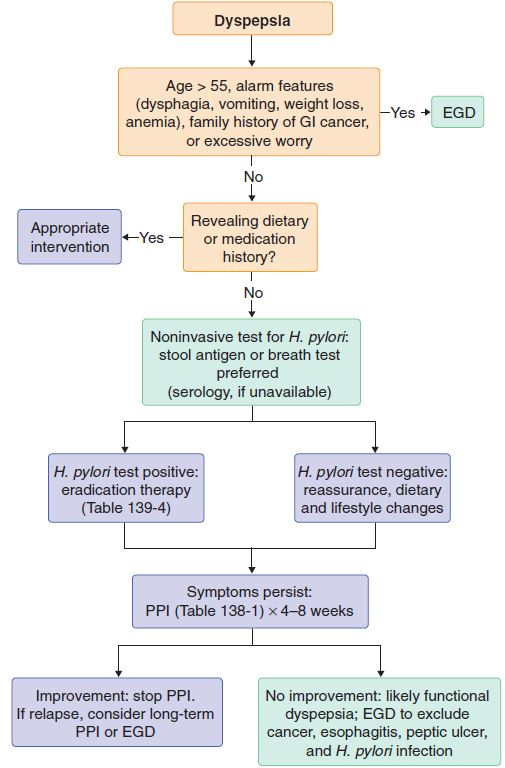 Dyspepsia
Age > 55, alarm features
(dysphagia, vomiting, weight loss,
anemia), family history of GI cancer,
or excessive worry
Yes
EGD
No
Revealing dietary
or medication
history?
Yes
Appropriate
intervention
No
Noninvasive test for H. pylori:
stool antigen or breath test
preferred
(serology, if unavailable)
H. pylori test positive:
eradication therapy
(Table 139-4)
H. pylori test negative:
reassurance, dietary
and lifestyle changes
Symptoms persist:
PPI (Table 138-1) × 4–8 weeks
Improvement: stop PPI.
If relapse, consider long-term
PPI or EGD
No improvement: likely functional
dyspepsia; EGD to exclude
cancer, esophagitis, peptic ulcer,
and H. pylori infection